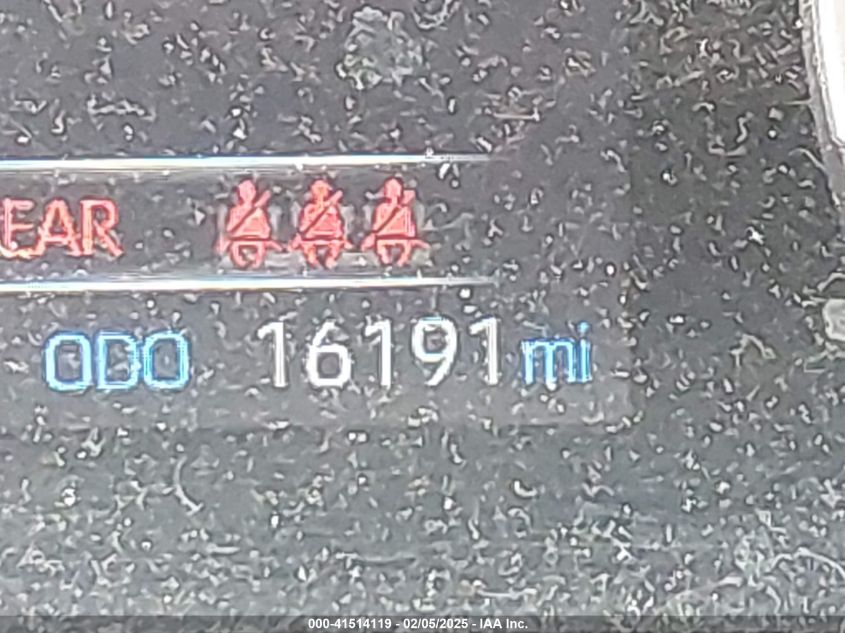 EAR
ODO 16191 mi
000-41514119 - 02/05/2025 - IAA Inc.